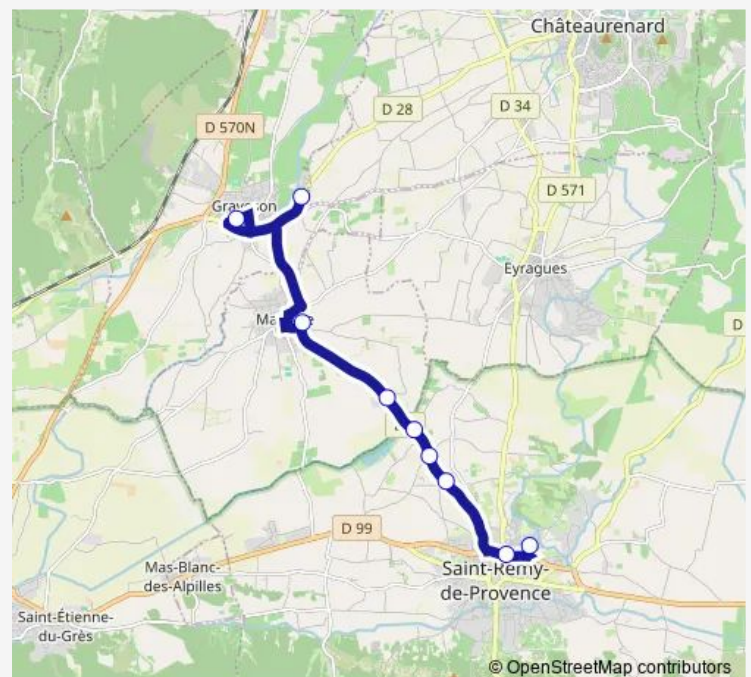 Châteaurenard
D 28
D 34
D 570N
D 571
Eyragues
D
D 99
Saint-Rémy-
de-Provence
Mas-Blanc-
des-Alpilles
Saint-Étienne-
du-Grès
© OpenStreetMap contributors